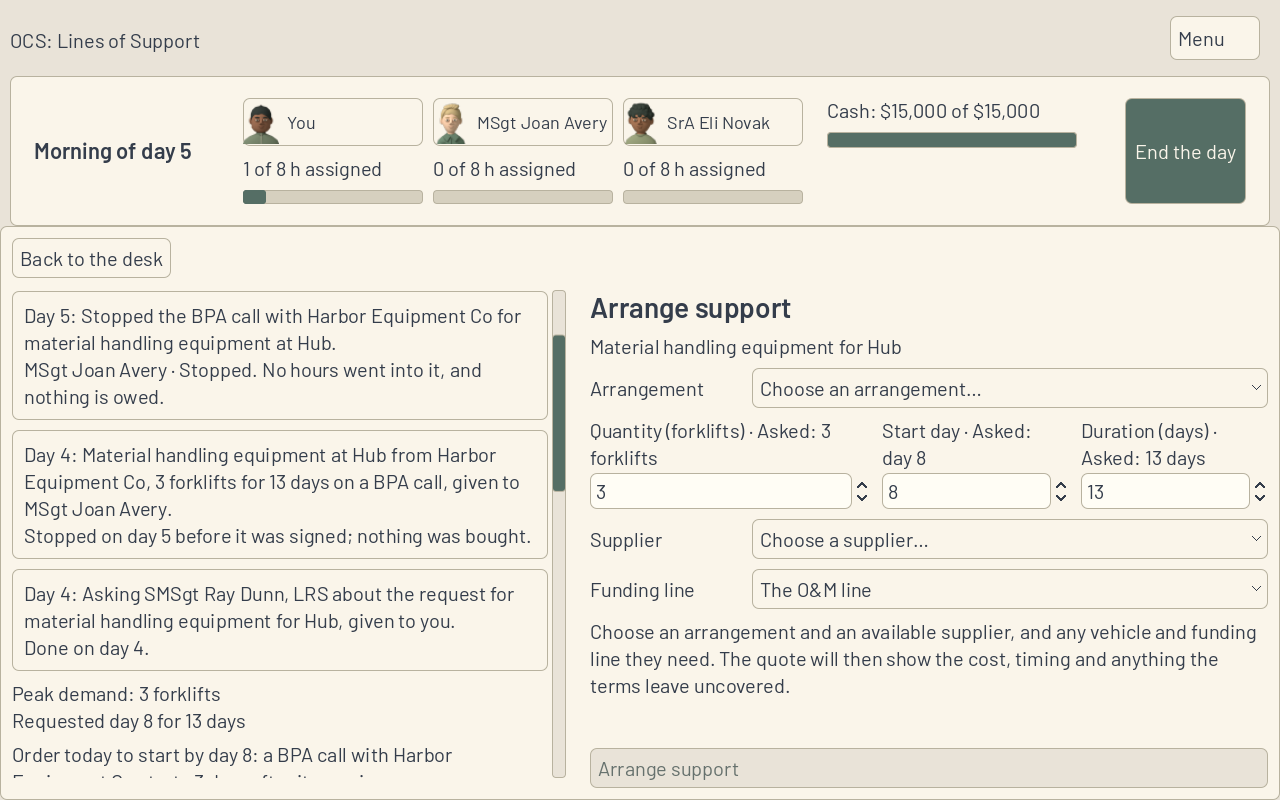 OCS: Lines of Support
Menu
Morning of day 5
You
1 of 8 h assigned
MSgt Joan Avery
0 of 8 h assigned
SrA Eli Novak
0 of 8 h assigned
Cash: $15,000 of $15,000
End the day
Back to the desk
Day 5: Stopped the BPA call with Harbor Equipment Co for
material handling equipment at Hub.
MSgt Joan Avery · Stopped. No hours went into it, and
nothing is owed.
Day 4: Material handling equipment at Hub from Harbor
Equipment Co, 3 forklifts for 13 days on a BPA call, given to
MSgt Joan Avery.
Stopped on day 5 before it was signed; nothing was bought.
Day 4: Asking SMSgt Ray Dunn, LRS about the request for
material handling equipment for Hub, given to you.
Done on day 4.
Peak demand: 3 forklifts
Requested day 8 for 13 days
Order today to start by day 8: a BPA call with Harbor
Arrange support
Material handling equipment for Hub
Arrangement
Choose an arrangement...
Quantity (forklifts) · Asked: 3
forklifts
3
Start day · Asked:
day 8
8
Duration (days) ·
Asked: 13 days
13
Supplier
Choose a supplier...
Funding line
The O&M line
Choose an arrangement and an available supplier, and any vehicle and funding
line they need. The quote will then show the cost, timing and anything the
terms leave uncovered.
Arrange support